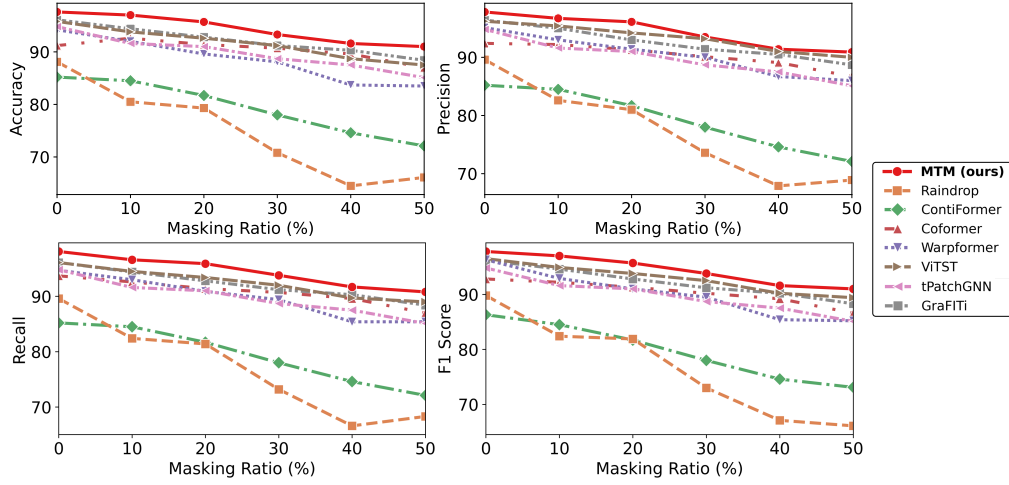 Accuracy
90
80
70
0 10 20 30 40 50
Masking Ratio (%)
Precision
90
80
70
0 10 20 30 40 50
Masking Ratio (%)
MTM (ours)
Raindrop
ContiFormer
Coformer
Warpformer
ViTST
tPatchGNN
GraFITi
Recall
90
80
70
0 10 20 30 40 50
Masking Ratio (%)
F1 Score
90
80
70
0 10 20 30 40 50
Masking Ratio (%)